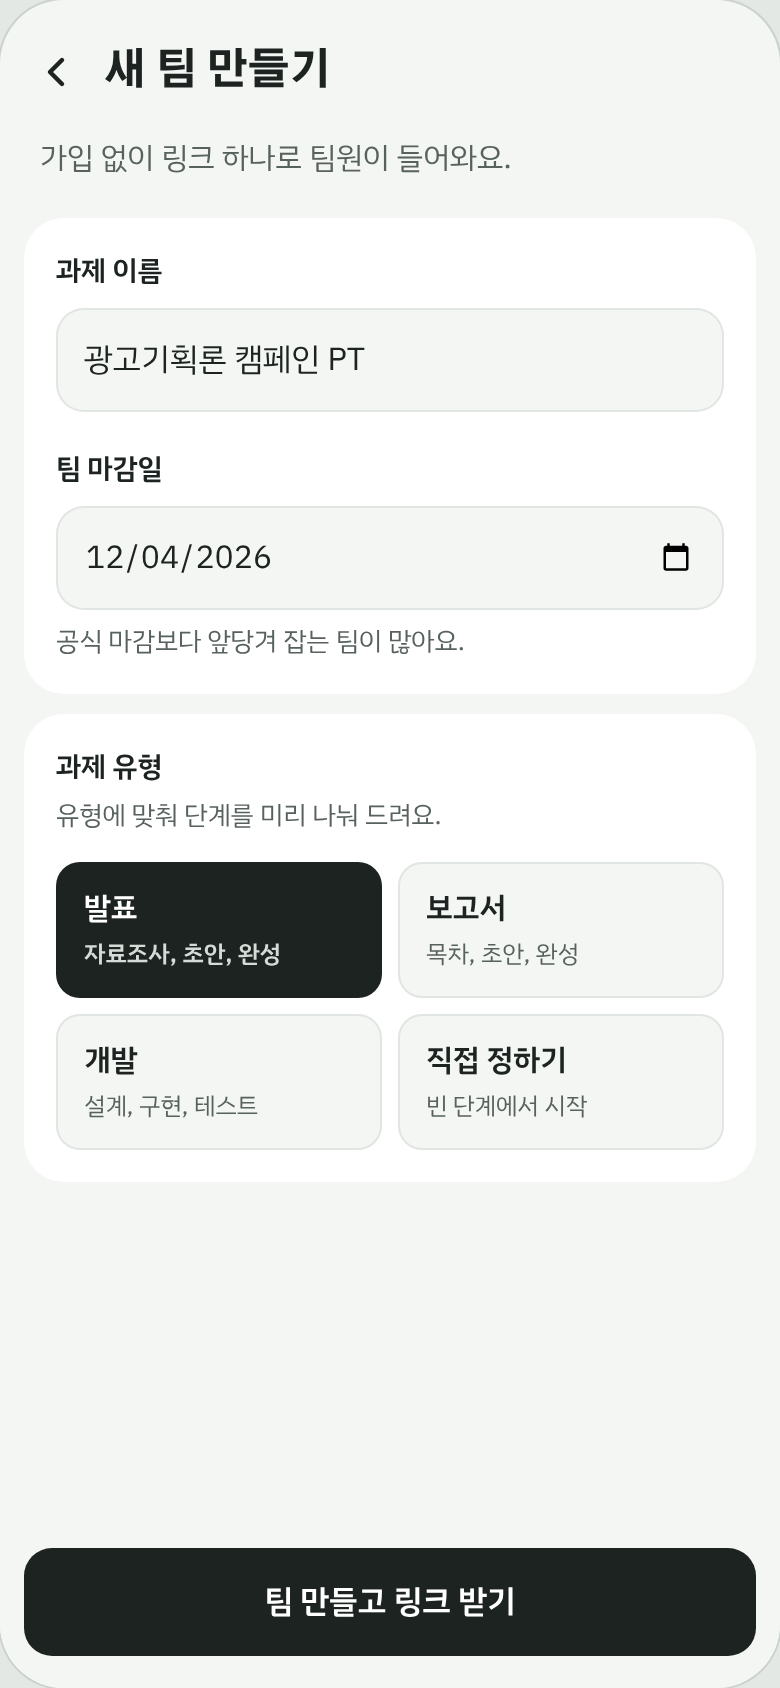 새 팀 만들기
가입 없이 링크 하나로 팀원이 들어와요.
과제 이름
광고기획론 캠페인 PT
팀 마감일
12/04/2026
공식 마감보다 앞당겨 잡는 팀이 많아요.
과제 유형
유형에 맞춰 단계를 미리 나눠 드려요.
발표
자료조사, 초안, 완성
보고서
목차, 초안, 완성
개발
설계, 구현, 테스트
직접 정하기
빈 단계에서 시작
팀 만들고 링크 받기